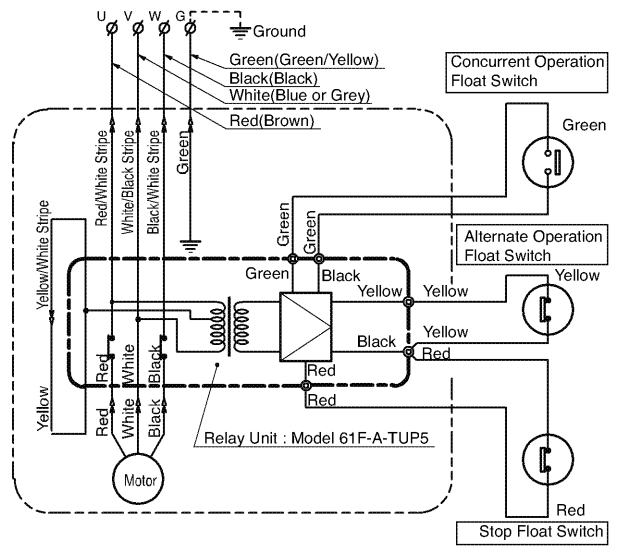 U V W G
Ground
Green(Green/Yellow)
Black(Black)
White(Blue or Grey)
Red(Brown)
Concurrent Operation
Float Switch
Green
Red/White Stripe
White/Black Stripe
Black/White Stripe
Green
Yellow/White Stripe
Yellow
Green
Green
Alternate Operation
Float Switch
Yellow
Green
Black
Yellow
Yellow
Black
Yellow
Red
Red
Red
Red
White
Black
Red
White
Black
Relay Unit : Model 61F-A-TUP5
Motor
Red
Stop Float Switch